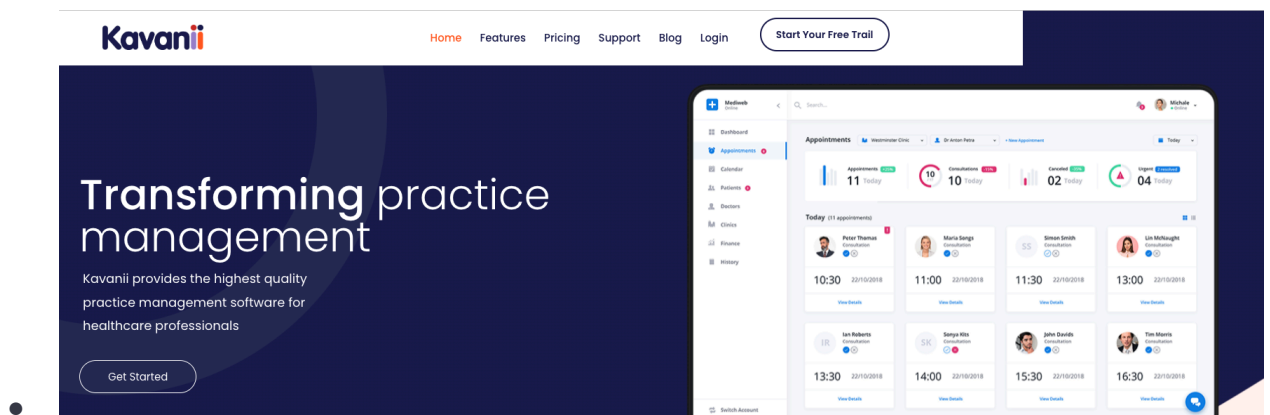 Kavanii
Home Features Pricing Support Blog Login Start Your Free Trail
Transforming practice
management
Kavanii provides the highest quality
practice management software for
healthcare professionals
Get Started
Mediweb
Online
Search...
Michale
Online
Dashboard
Appointments
Calendar
Patients
Doctors
Clinics
Finance
History
Switch Account
Appointments Westminster Clinic Dr Anton Petra + New Appointment Today
Appointments
11 Today
10
Consultations
10 Today
Canceled
02 Today
Urgent
04 Today
Today (11 appointments)
Peter Thomas Maria Sangs SS Simon Smith Lin McNaught
Consultation Consultation Consultation Consultation
10:30 22/10/2018 11:00 22/10/2018 11:30 22/10/2018 13:00 22/10/2018
View Details View Details View Details View Details
IR Ian Roberts SK Sonya Kits John Davids Tim Morris
Consultation Consultation Consultation Consultation
13:30 22/10/2018 14:00 22/10/2018 15:30 22/10/2018 16:30 22/10/2018
View Details View Details View Details View Details